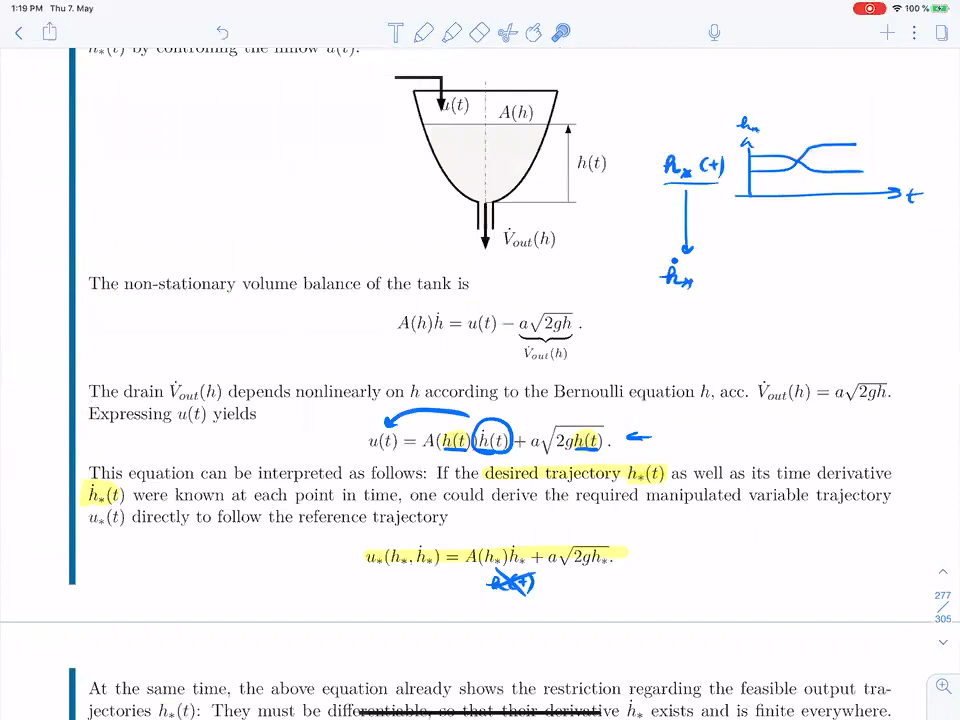 1:19 PM Thu 7. May
100 %
h∗(t) by controlling the inflow u(t).
u(t)
A(h)
h(t)
V̇out(h)
h∗(t)
h∗
t
ḣ∗
The non-stationary volume balance of the tank is
A(h)ḣ = u(t) − a√2gh .
V̇out(h)
The drain V̇out(h) depends nonlinearly on h according to the Bernoulli equation h, acc. V̇out(h) = a√2gh.
Expressing u(t) yields
u(t) = A(h(t))ḣ(t) + a√2gh(t) .
This equation can be interpreted as follows: If the desired trajectory h∗(t) as well as its time derivative
ḣ∗(t) were known at each point in time, one could derive the required manipulated variable trajectory
u∗(t) directly to follow the reference trajectory
u∗(h∗, ḣ∗) = A(h∗)ḣ∗ + a√2gh∗.
277
305
At the same time, the above equation already shows the restriction regarding the feasible output tra-
jectories h∗(t): They must be differentiable, so that their derivative ḣ∗ exists and is finite everywhere.